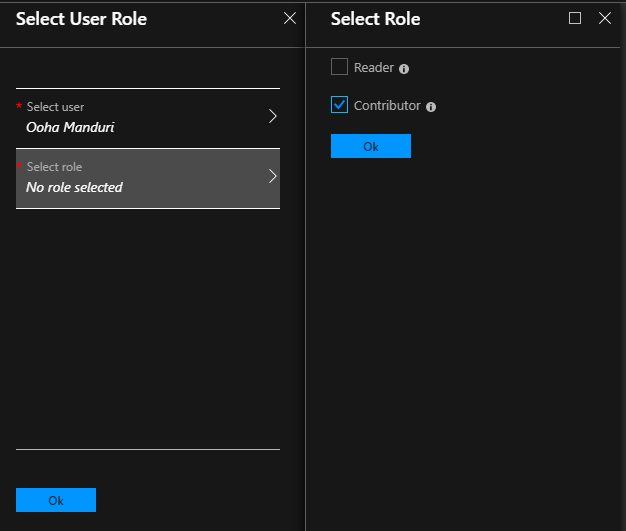 Select User Role
* Select user
Ooha Manduri
* Select role
No role selected
Ok
Select Role
Reader
Contributor
Ok